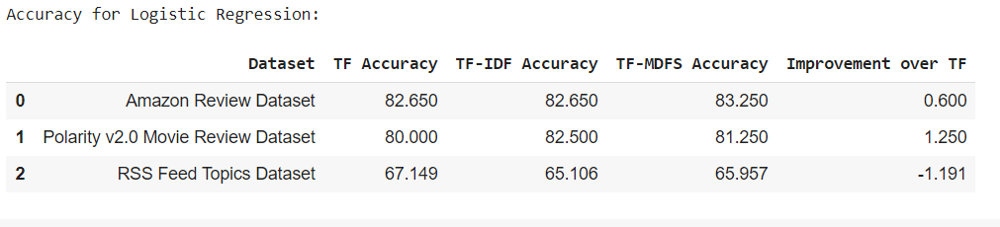 Accuracy for Logistic Regression:
Dataset TF Accuracy TF-IDF Accuracy TF-MDFS Accuracy Improvement over TF
0 Amazon Review Dataset 82.650 82.650 83.250 0.600
1 Polarity v2.0 Movie Review Dataset 80.000 82.500 81.250 1.250
2 RSS Feed Topics Dataset 67.149 65.106 65.957 -1.191